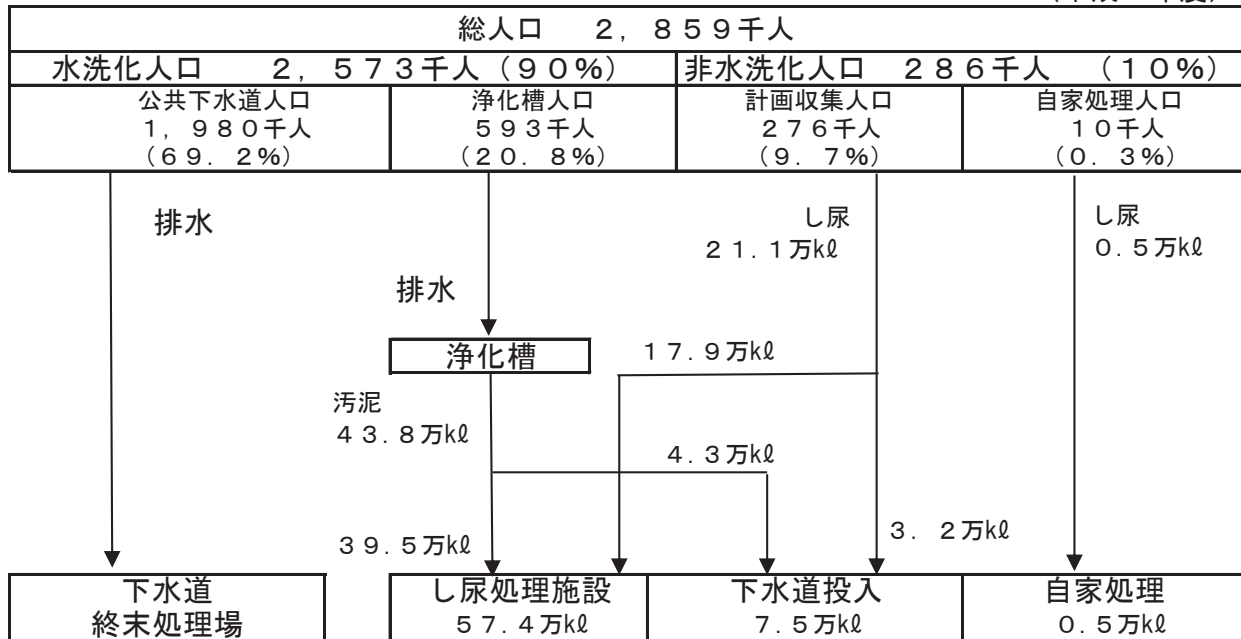 総人口 ２，８５９千人
水洗化人口 ２，５７３千人（９０％）
非水洗化人口 ２８６千人 （１０％）
公共下水道人口
１，９８０千人
（６９．２％）
浄化槽人口
５９３千人
（２０．８％）
計画収集人口
２７６千人
（９．７％）
自家処理人口
１０千人
（０．３％）
排水
し尿
２１．１万㎘
し尿
０．５万㎘
排水
浄化槽
１７．９万㎘
汚泥
４３．８万㎘
４．３万㎘
３．２万㎘
３９．５万㎘
下水道
終末処理場
し尿処理施設
５７．４万㎘
下水道投入
７．５万㎘
自家処理
０．５万㎘